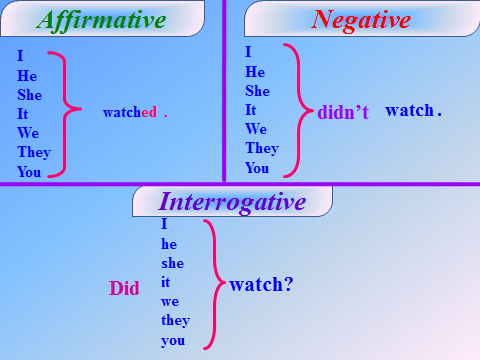 Affirmative
I
He
She
It
We
They
You
watched .
Negative
I
He
She
It
We
They
You
didn't watch .
Interrogative
Did
I
he
she
it
we
they
you
watch?